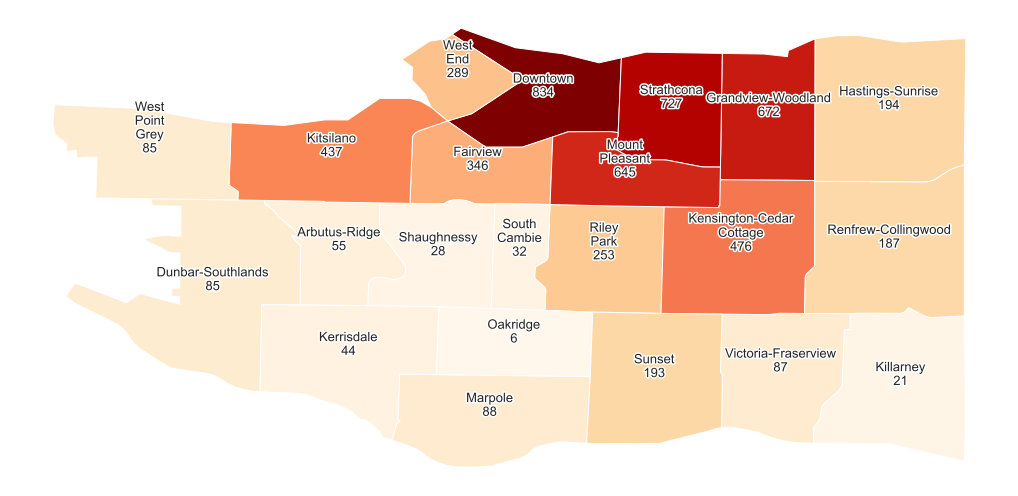 West
End
289
Downtown
834
Strathcona
727
Grandview-Woodland
672
Hastings-Sunrise
194
West
Point
Grey
85
Kitsilano
437
Fairview
346
Mount
Pleasant
645
Dunbar-Southlands
85
Arbutus-Ridge
55
Shaughnessy
28
South
Cambie
32
Riley
Park
253
Kensington-Cedar
Cottage
476
Renfrew-Collingwood
187
Kerrisdale
44
Oakridge
6
Marpole
88
Sunset
193
Victoria-Fraserview
87
Killarney
21